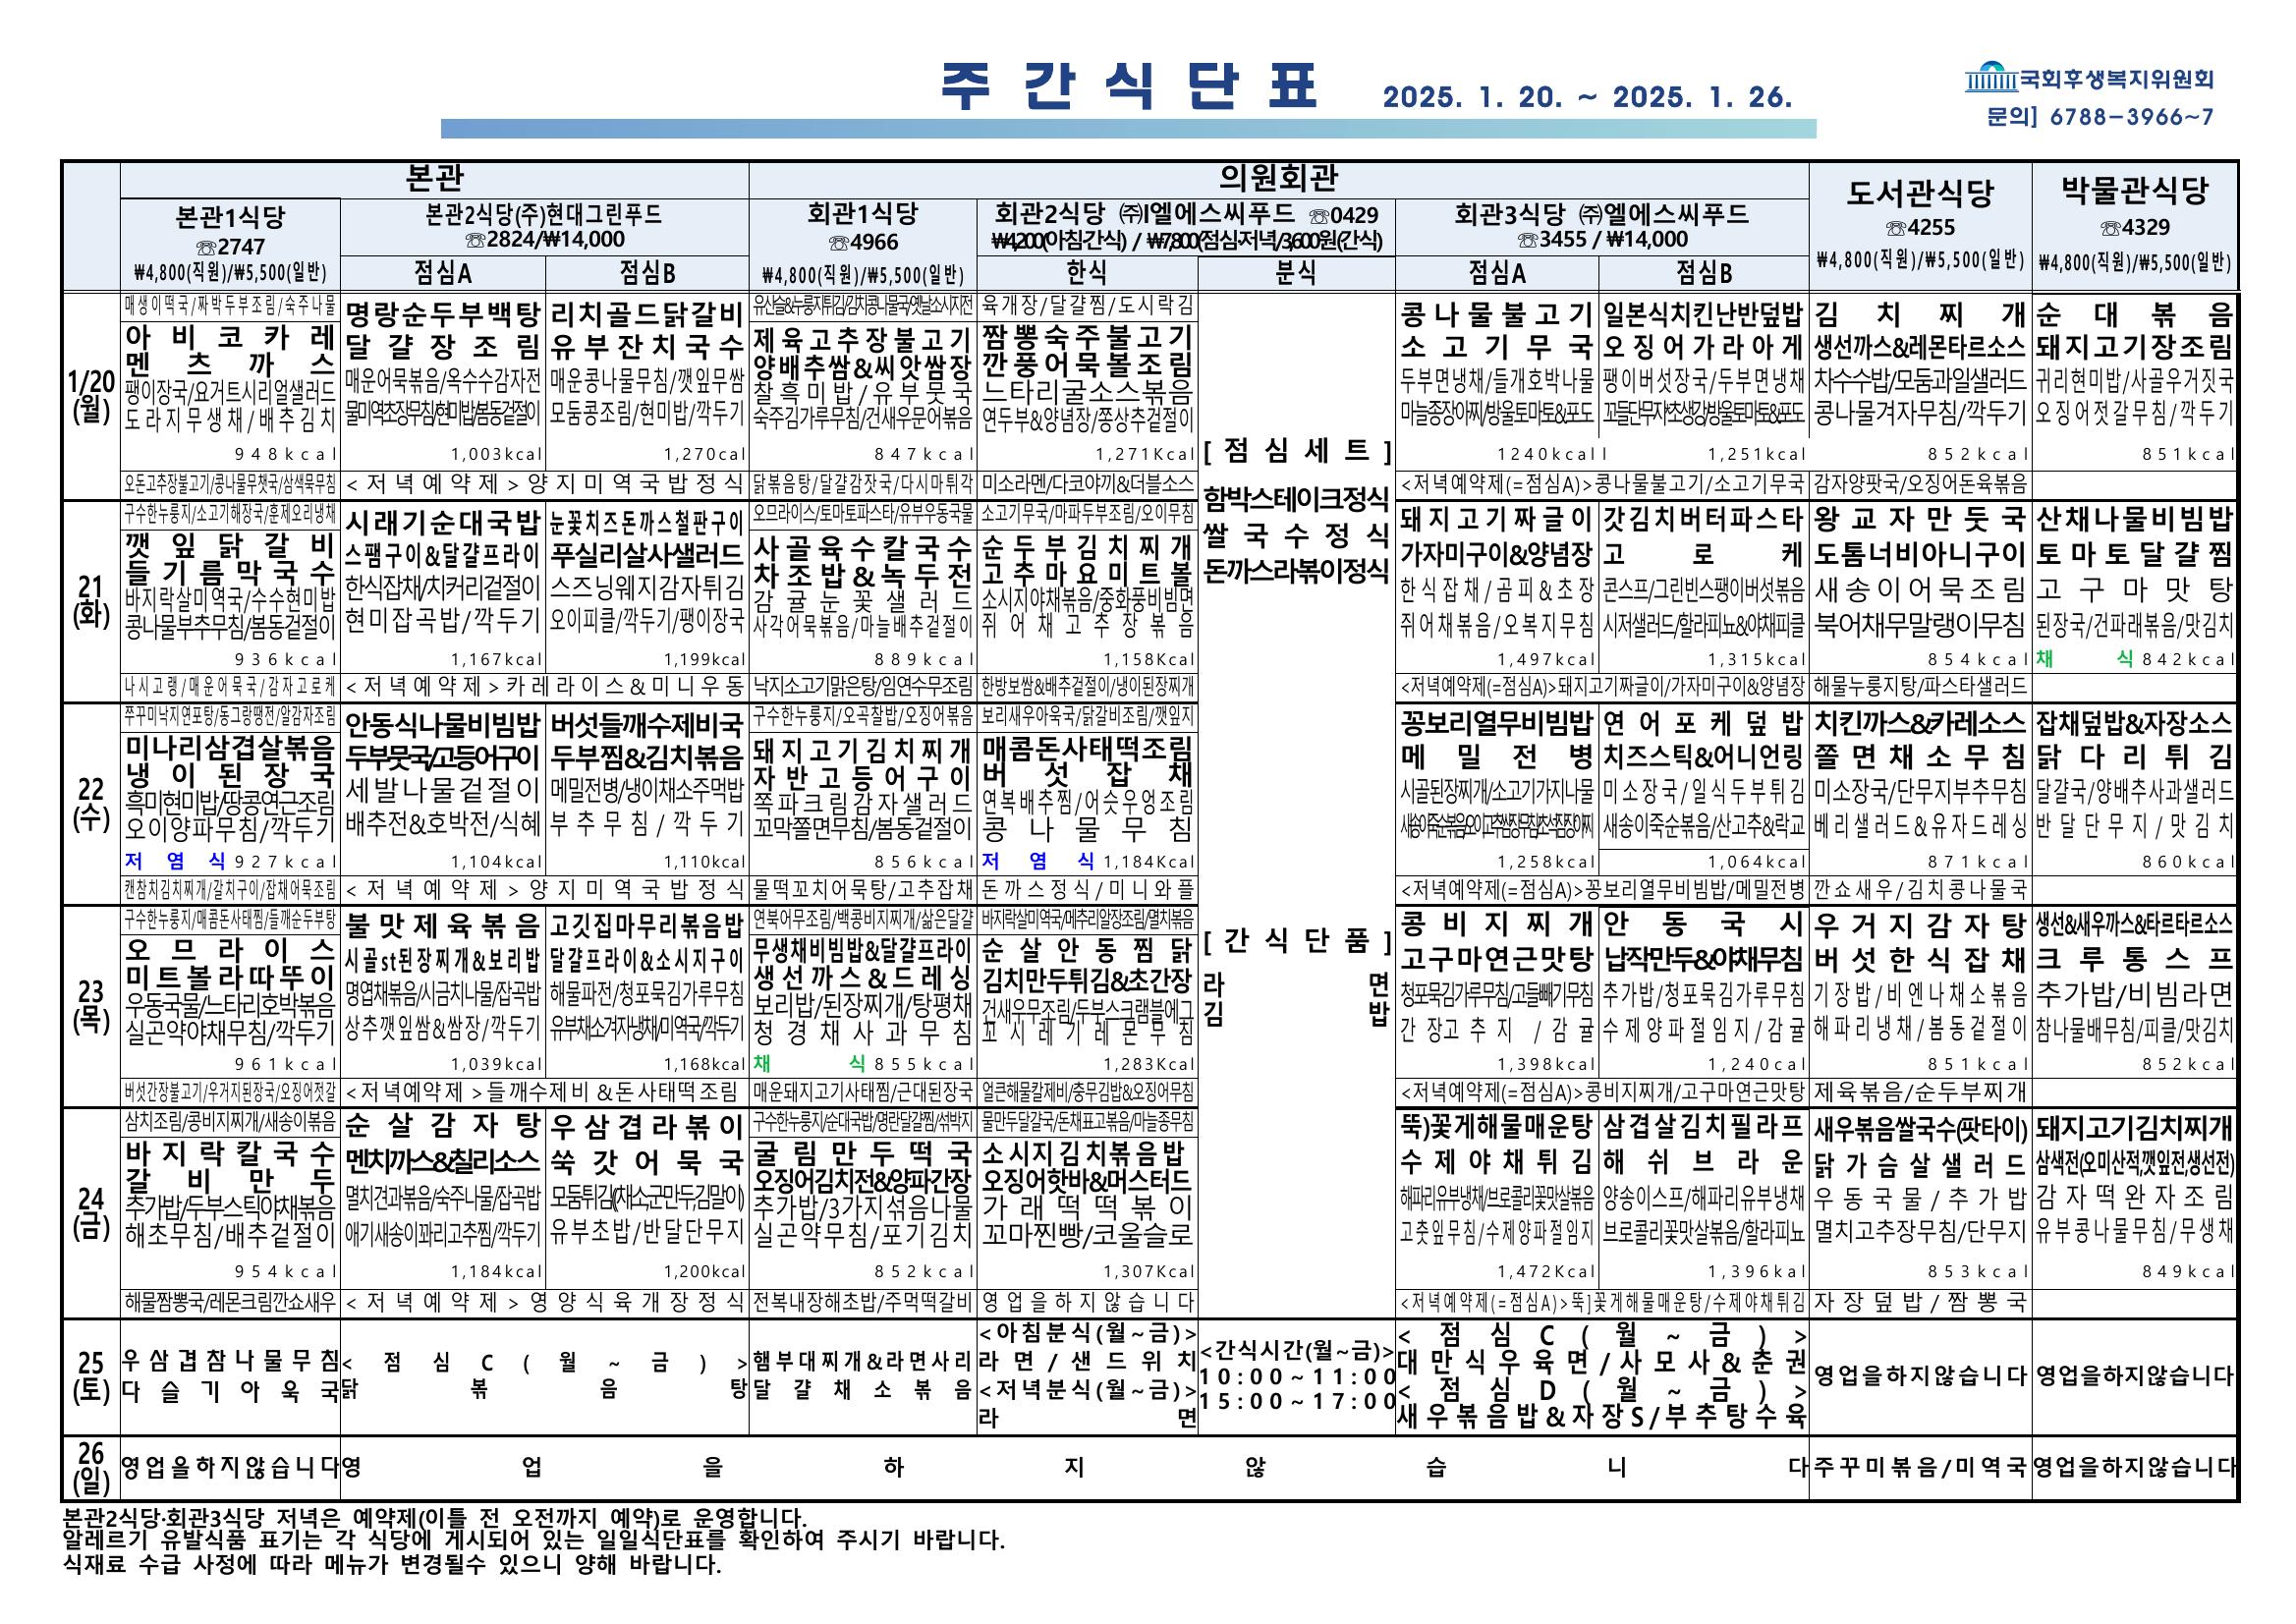 주간식단표 2025. 1. 20. ~ 2025. 1. 26.
국회후생복지위원회
문의] 6788-3966~7
본관
의원회관
도서관식당
☏4255
₩4,800(직원)/₩5,500(일반)
박물관식당
☏4329
₩4,800(직원)/₩5,500(일반)
본관1식당
☏2747
₩4,800(직원)/₩5,500(일반)
본관2식당(주)현대그린푸드
☏2824/₩14,000
점심A
점심B
회관1식당
☏4966
₩4,800(직원)/₩5,500(일반)
회관2식당 ㈜엘에스씨푸드 ☏0429
₩4,200(아침·간식) / ₩7,800(점심·저녁/3,600원(간식)
한식
분식
회관3식당 ㈜엘에스씨푸드
☏3455 / ₩14,000
점심A
점심B
1/20
(월)
매생이떡국/짜박두부조림/숙주나물
아비코카레
멘츠까스
팽이장국/요거트시리얼샐러드
도라지무생채/배추김치
948kcal
오돈고추장불고기/콩나물무챗국/삼색묵무침
명랑순두부백탕
달걀장조림
매운어묵볶음/옥수수감자전
물미역초장무침/현미밥/봄동겉절이
1,003kcal
리치골드닭갈비
유부잔치국수
매운콩나물무침/깻잎무쌈
모둠콩조림/현미밥/깍두기
1,270cal
<저녁예약제>양지미역국밥정식
유산슬&누룽지튀김/김치콩나물국/옛날소시지전
제육고추장불고기
양배추쌈&씨앗쌈장
찰흑미밥/유부뭇국
숙주김가루무침/건새우문어볶음
847kcal
닭볶음탕/달걀감잣국/다시마튀각
육개장/달걀찜/도시락김
짬뽕숙주불고기
깐풍어묵볼조림
느타리굴소스볶음
연두부&양념장/쫑상추겉절이
1,271Kcal
미소라멘/다코야끼&더블소스
콩나물불고기
소고기무국
두부면냉채/들개호박나물
마늘종장아찌/방울토마토&포도
1240kcall
일본식치킨난반덮밥
오징어가라아게
팽이버섯장국/두부면냉채
꼬들단무지/초생강/방울토마토&포도
1,251kcal
<저녁예약제(=점심A)>콩나물불고기/소고기무국
김치찌개
생선까스&레몬타르소스
차수수밥/모둠과일샐러드
콩나물겨자무침/깍두기
852kcal
감자양팟국/오징어돈육볶음
순대볶음
돼지고기장조림
귀리현미밥/사골우거짓국
오징어젓갈무침/깍두기
851kcal
21
(화)
구수한누룽지/소고기해장국/훈제오리냉채
깻잎닭갈비
들기름막국수
바지락살미역국/수수현미밥
콩나물부추무침/봄동겉절이
936kcal
나시고랭/매운어묵국/감자고로케
시래기순대국밥
스팸구이&달걀프라이
한식잡채/치커리겉절이
현미잡곡밥/깍두기
1,167kcal
눈꽃치즈돈까스철판구이
푸실리살사샐러드
스즈닝웨지감자튀김
오이피클/깍두기/팽이장국
1,199kcal
<저녁예약제>카레라이스&미니우동
오므라이스/토마토파스타/유부우동국물
사골육수칼국수
차조밥&녹두전
감귤눈꽃샐러드
사각어묵볶음/마늘배추겉절이
889kcal
낙지소고기맑은탕/임연수무조림
소고기무국/마파두부조림/오이무침
순두부김치찌개
고추마요미트볼
소시지야채볶음/중화풍비빔면
쥐어채고추장볶음
1,158Kcal
한방보쌈&배추겉절이/냉이된장찌개
돼지고기짜글이
가자미구이&양념장
한식잡채/곰피&초장
쥐어채볶음/오복지무침
1,497kcal
갓김치버터파스타
고로케
콘스프/그린빈스팽이버섯볶음
시저샐러드/할라피뇨&야채피클
1,315kcal
<저녁예약제(=점심A)>돼지고기짜글이/가자미구이&양념장
왕교자만둣국
도톰너비아니구이
새송이어묵조림
북어채무말랭이무침
854kcal
해물누룽지탕/파스타샐러드
산채나물비빔밥
토마토달걀찜
고구마맛탕
된장국/건파래볶음/맛김치
채식 842kcal
22
(수)
쭈꾸미낙지연포탕/동그랑땡전/알감자조림
미나리삼겹살볶음
냉이된장국
흑미현미밥/땅콩연근조림
오이양파무침/깍두기
저염식 927kcal
캔참치김치찌개/갈치구이/잡채어묵조림
안동식나물비빔밥
두부뭇국/고등어구이
세발나물겉절이
배추전&호박전/식혜
1,104kcal
버섯들깨수제비국
두부찜&김치볶음
메밀전병/냉이채소주먹밥
부추무침/깍두기
1,110kcal
<저녁예약제>양지미역국밥정식
구수한누룽지/오곡찰밥/오징어볶음
돼지고기김치찌개
자반고등어구이
쪽파크림감자샐러드
꼬막쫄면무침/봄동겉절이
856kcal
물떡꼬치어묵탕/고추잡채
보리새우아욱국/닭갈비조림/깻잎지
매콤돈사태떡조림
버섯잡채
연복배추찜/어슷우엉조림
콩나물무침
저염식 1,184Kcal
돈까스정식/미니와플
[점심세트]
함박스테이크정식
쌀국수정식
돈까스라볶이정식
[간식단품]
라면
김밥
꽁보리열무비빔밥
메밀전병
시골된장찌개/소고기가지나물
1,258kcal
연어포케덮밥
치즈스틱&어니언링
미소장국/일식두부튀김
새송이죽순볶음/산고추&락교
1,064kcal
<저녁예약제(=점심A)>꽁보리열무비빔밥/메밀전병
치킨까스&카레소스
쫄면채소무침
미소장국/단무지부추무침
베리샐러드&유자드레싱
871kcal
깐쇼새우/김치콩나물국
잡채덮밥&자장소스
닭다리튀김
달걀국/양배추사과샐러드
반달단무지/맛김치
860kcal
23
(목)
구수한누룽지/매콤돈사태찜/들깨순두부탕
오므라이스
미트볼라따뚜이
우동국물/느타리호박볶음
실곤약야채무침/깍두기
961kcal
버섯간장불고기/우거지된장국/오징어젓갈
불맛제육볶음
시골st된장찌개&보리밥
명엽채볶음/시금치나물/잡곡밥
상추깻잎쌈&쌈장/깍두기
1,039kcal
고깃집마무리볶음밥
달걀프라이&소시지구이
해물파전/청포묵김가루무침
유부채소겨자냉채/미역국/깍두기
1,168kcal
<저녁예약제>들깨수제비&돈사태떡조림
연북어무조림/백콩비지찌개/삶은달걀
무생채비빔밥&달걀프라이
생선까스&드레싱
보리밥/된장찌개/탕평채
청경채사과무침
채식 855kcal
매운돼지고기사태찜/근대된장국
바지락살미역국/메추리알장조림/멸치볶음
순살안동찜닭
김치만두튀김&초간장
건새우무조림/두부스크램블에그
꼬시레기레몬무침
1,283Kcal
얼큰해물칼제비/충무김밥&오징어무침
콩비지찌개
고구마연근맛탕
청포묵김가루무침/고들빼기무침
간장고추지 /감귤
1,398kcal
안동국시
납작만두&야채무침
추가밥/청포묵김가루무침
수제양파절임지/감귤
1,240cal
<저녁예약제(=점심A)>콩비지찌개/고구마연근맛탕
우거지감자탕
버섯한식잡채
기장밥/비엔나채소볶음
해파리냉채/봄동겉절이
851kcal
제육볶음/순두부찌개
생선&새우까스&타르타르소스
크루통스프
추가밥/비빔라면
참나물배무침/피클/맛김치
852kcal
24
(금)
삼치조림/콩비지찌개/새송이볶음
바지락칼국수
갈비만두
추가밥/두부스틱야채볶음
해초무침/배추겉절이
954kcal
해물짬뽕국/레몬크림깐쇼새우
순살감자탕
멘치까스&칠리소스
멸치견과볶음/숙주나물/잡곡밥
애기새송이꽈리고추찜/깍두기
1,184kcal
우삼겹라볶이
쑥갓어묵국
모둠튀김(채소,군만두,김말이)
유부초밥/반달단무지
1,200kcal
<저녁예약제>영양식육개장정식
구수한누룽지/순대국밥/명란달걀찜/섞박지
굴림만두떡국
오징어김치전&양파간장
추가밥/3가지섞음나물
실곤약무침/포기김치
852kcal
전복내장해초밥/주먹떡갈비
물만두달걀국/돈채표고볶음/마늘종무침
소시지김치볶음밥
오징어핫바&머스터드
가래떡떡볶이
꼬마찐빵/코울슬로
1,307Kcal
영업을하지않습니다
뚝)꽃게해물매운탕
수제야채튀김
해파리유부냉채/브로콜리꽃맛살볶음
고춧잎무침/수제양파절임지
1,472Kcal
삼겹살김치필라프
해쉬브라운
양송이스프/해파리유부냉채
브로콜리꽃맛살볶음/할라피뇨
1,396kal
<저녁예약제(=점심A)>뚝]꽃게해물매운탕/수제야채튀김
새우볶음쌀국수(팟타이)
닭가슴살샐러드
우동국물/추가밥
멸치고추장무침/단무지
853kcal
자장덮밥/짬뽕국
돼지고기김치찌개
삼색전(오미산적,깻잎전,생선전)
감자떡완자조림
유부콩나물무침/무생채
849kcal
25
(토)
우삼겹참나물무침
다슬기아욱국
<점심C(월~금)>
닭볶음탕
햄부대찌개&라면사리
달걀채소볶음
<아침분식(월~금)>
라면/샌드위치
<저녁분식(월~금)>
라면
<간식시간(월~금)>
10:00~11:00
15:00~17:00
<점심C(월~금)>
대만식우육면/사모사&춘권
<점심D(월~금)>
새우볶음밥&자장S/부추탕수육
영업을하지않습니다
영업을하지않습니다
26
(일)
영업을하지않습니다
영업을하지않습니다
주꾸미볶음/미역국
영업을하지않습니다
본관2식당·회관3식당 저녁은 예약제(이틀 전 오전까지 예약)로 운영합니다.
알레르기 유발식품 표기는 각 식당에 게시되어 있는 일일식단표를 확인하여 주시기 바랍니다.
식재료 수급 사정에 따라 메뉴가 변경될수 있으니 양해 바랍니다.